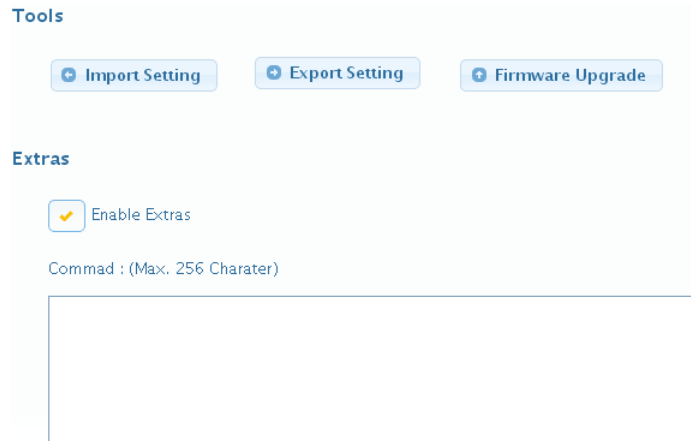 Tools
Import Setting Export Setting Firmware Upgrade
Extras
Enable Extras
Commad : (Max. 256 Charater)